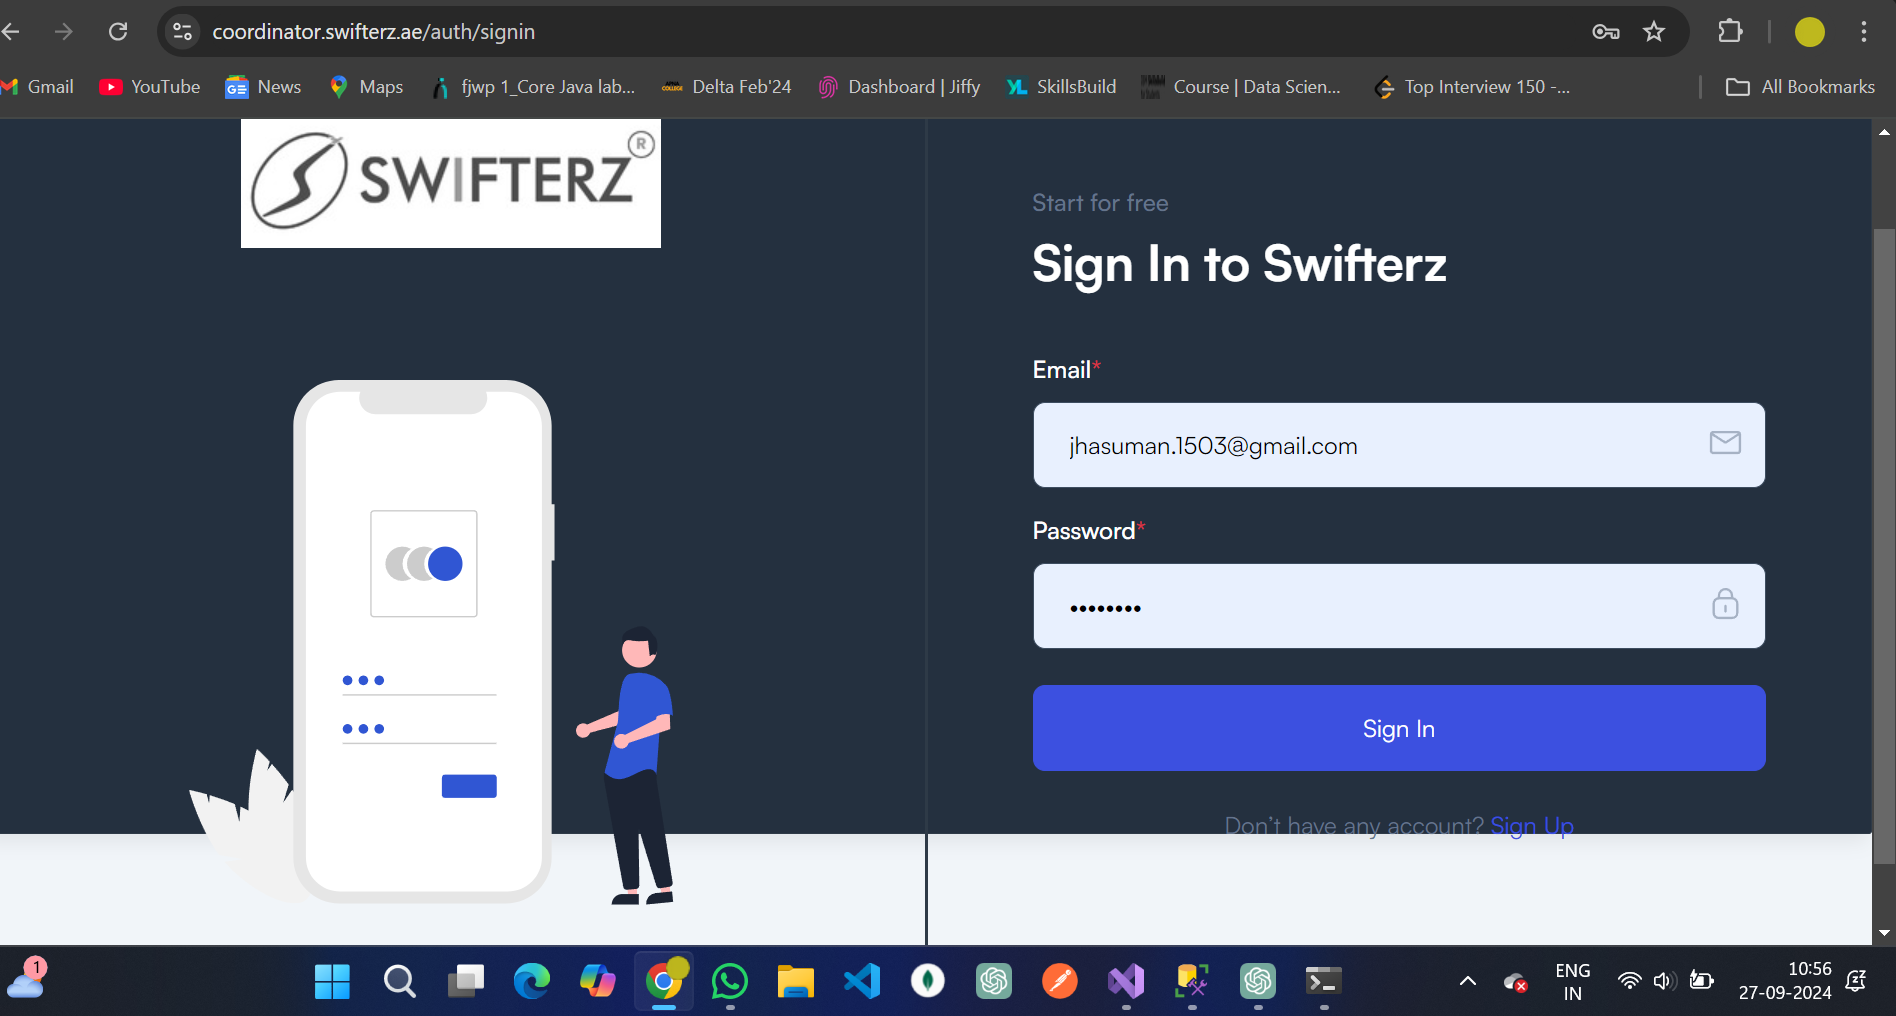 coordinator.swifterz.ae/auth/signin
Gmail
YouTube
News
Maps
fjwp 1_Core Java lab...
Delta Feb'24
Dashboard | Jiffy
SkillsBuild
Course | Data Scien...
Top Interview 150 -...
All Bookmarks
SWIFTERZ®
Start for free
Sign In to Swifterz
Email*
jhasuman.1503@gmail.com
Password*
••••••••
Sign In
Don't have any account? Sign Up
1
ENG
IN
10:56
27-09-2024